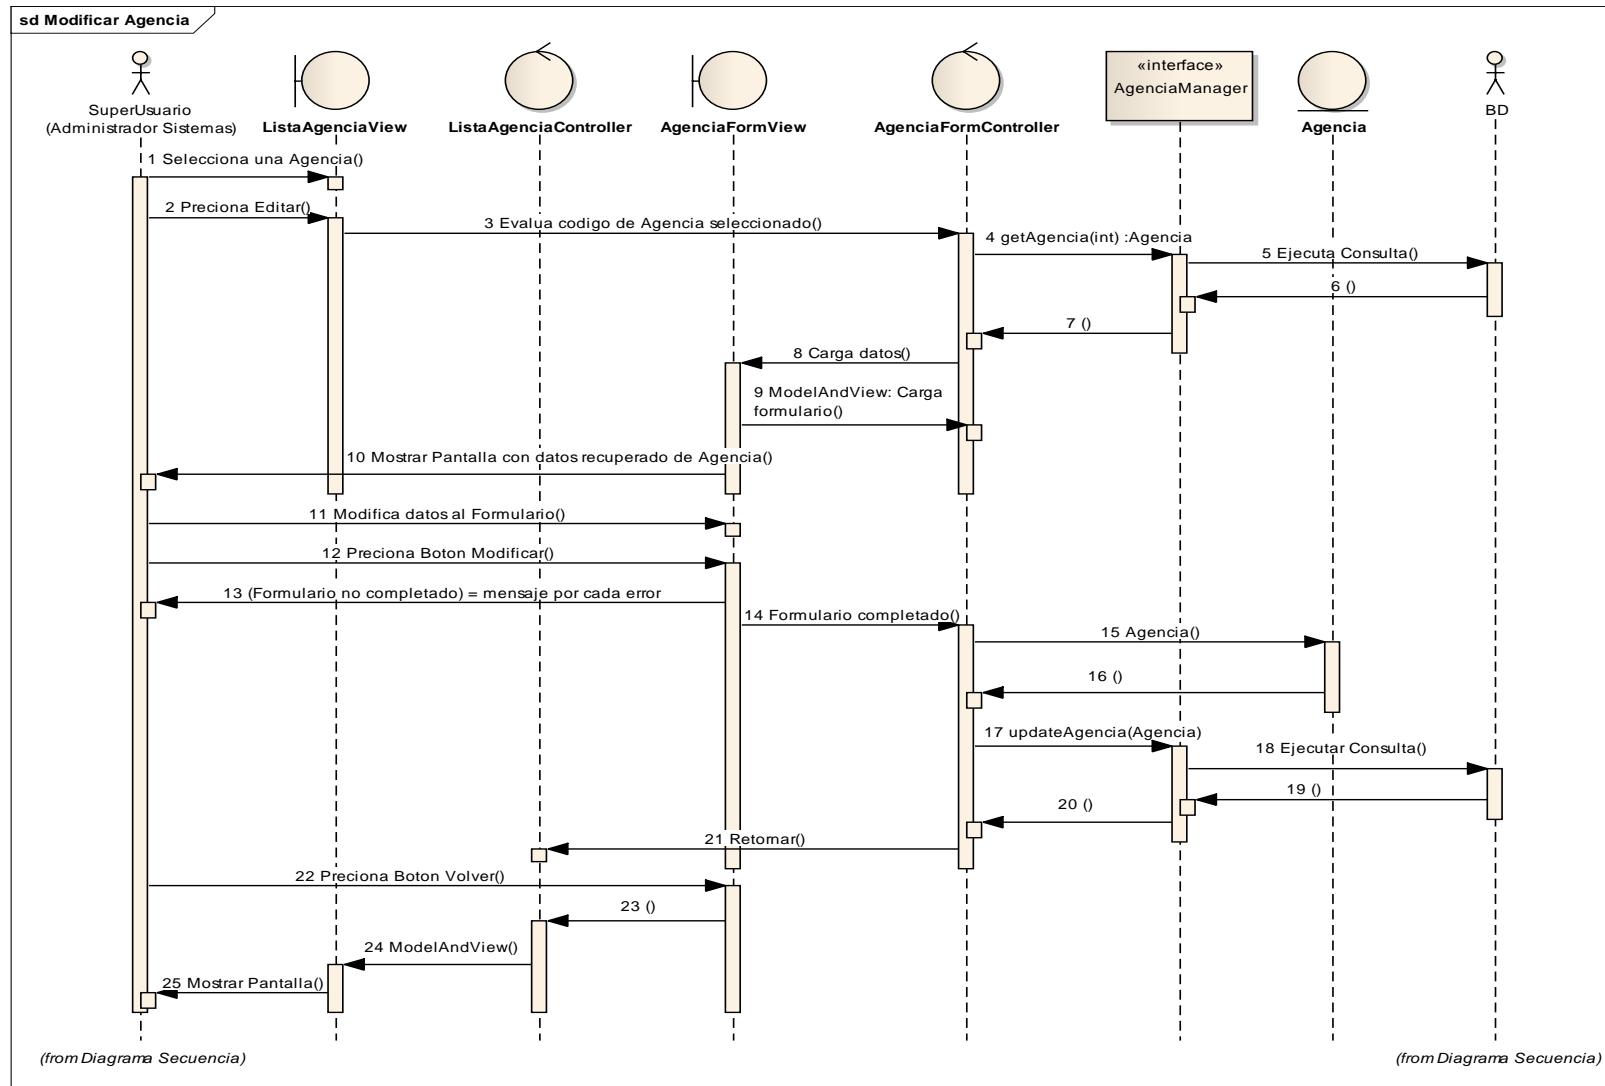 sd Modificar Agencia
SuperUsuario
(Administrador Sistemas)
ListaAgenciaView
ListaAgenciaController
AgenciaFormView
AgenciaFormController
«interface»
AgenciaManager
Agencia
BD
1 Selecciona una Agencia()
2 Preciona Editar()
3 Evalua codigo de Agencia seleccionado()
4 getAgencia(int) :Agencia
5 Ejecuta Consulta()
6 ()
7 ()
8 Carga datos()
9 ModelAndView: Carga
formulario()
10 Mostrar Pantalla con datos recuperado de Agencia()
11 Modifica datos al Formulario()
12 Preciona Boton Modificar()
13 (Formulario no completado) = mensaje por cada error
14 Formulario completado()
15 Agencia()
16 ()
17 updateAgencia(Agencia)
18 Ejecutar Consulta()
19 ()
20 ()
21 Retornar()
22 Preciona Boton Volver()
23 ()
24 ModelAndView()
25 Mostrar Pantalla()
(from Diagrama Secuencia)
(from Diagrama Secuencia)